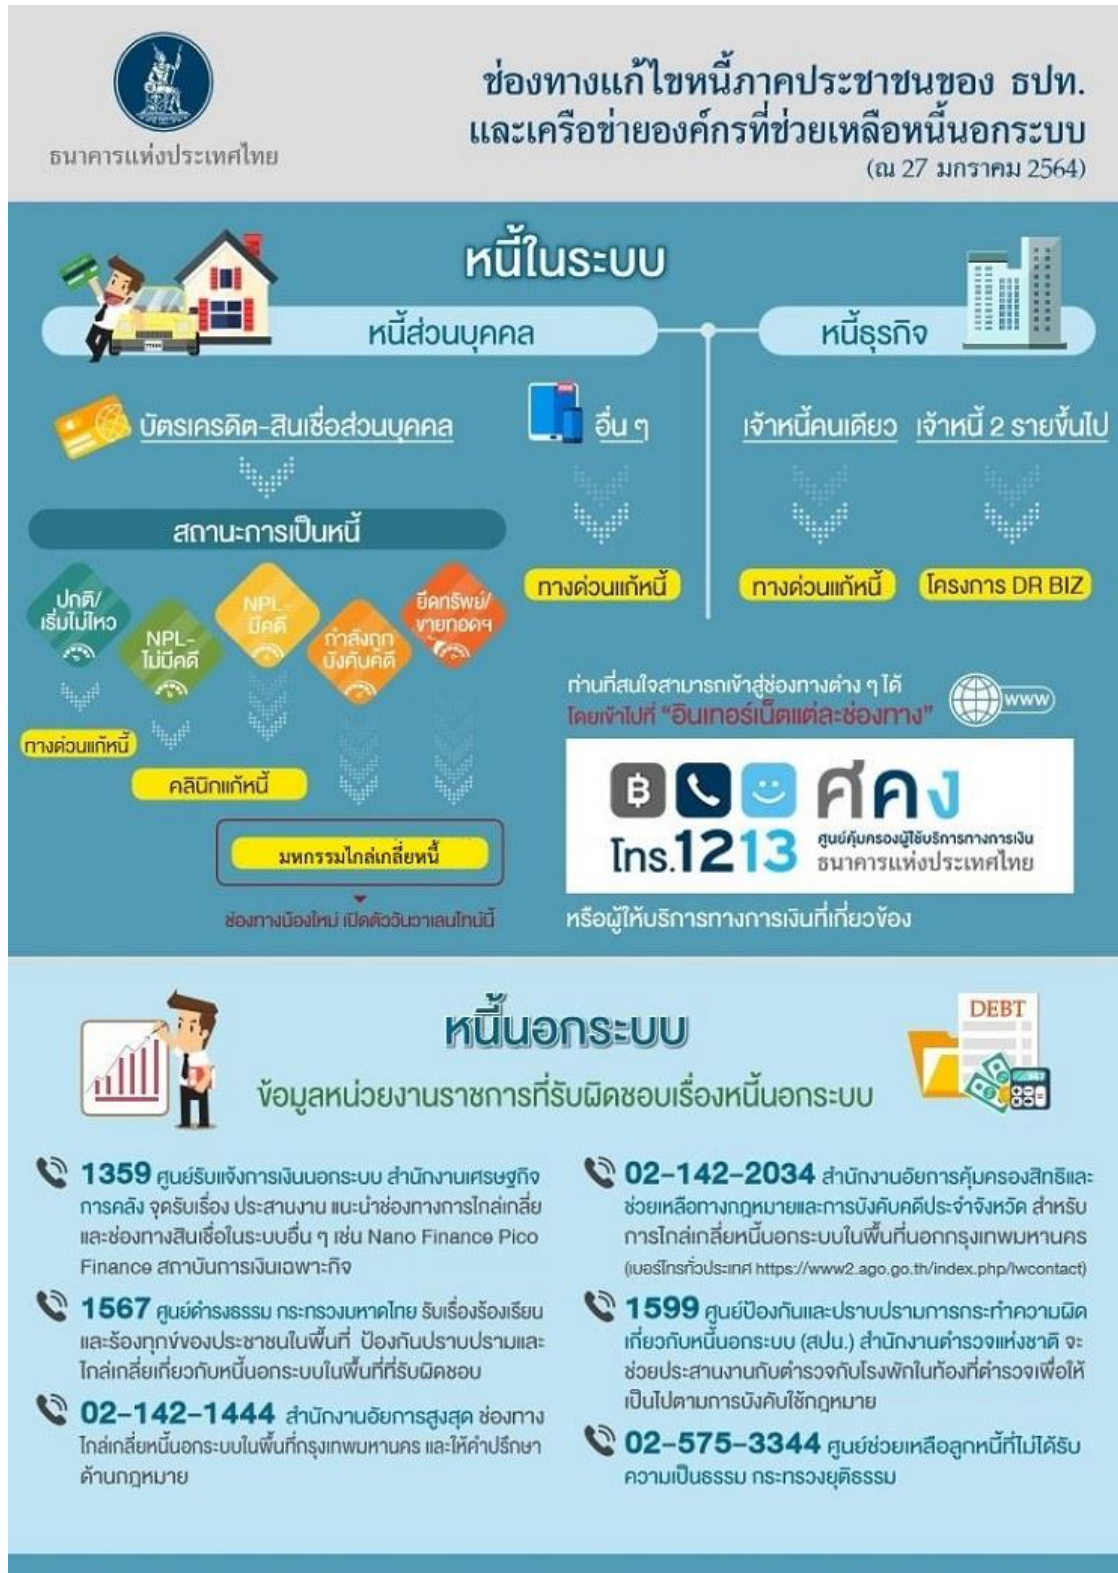 ธนาคารแห่งประเทศไทย
ช่องทางแก้ไขหนี้ภาคประชาชนของ ธปท.
และเครือข่ายองค์กรที่ช่วยเหลือหนี้นอกระบบ
(ณ 27 มกราคม 2564)
หนี้ในระบบ
หนี้ส่วนบุคคล
หนี้ธุรกิจ
บัตรเครดิต-สินเชื่อส่วนบุคคล
อื่น ๆ
เจ้าหนี้คนเดียว
เจ้าหนี้ 2 รายขึ้นไป
สถานะการเป็นหนี้
ปกติ/
เริ่มไม่ไหว
NPL-
ไม่มีคดี
NPL-
มีคดี
กำลังถูก
บังคับคดี
ยึดทรัพย์/
ขายทอดฯ
ทางด่วนแก้หนี้
ทางด่วนแก้หนี้
โครงการ DR BIZ
ทางด่วนแก้หนี้
คลินิกแก้หนี้
มหกรรมไกล่เกลี่ยหนี้
ช่องทางน้องใหม่ เปิดตัววันวาเลนไทน์นี้
ท่านที่สนใจสามารถเข้าสู่ช่องทางต่าง ๆ ได้
โดยเข้าไปที่ “อินเทอร์เน็ตแต่ละช่องทาง”
www
฿
ศคง
โทร.1213
ศูนย์คุ้มครองผู้ใช้บริการทางการเงิน
ธนาคารแห่งประเทศไทย
หรือผู้ให้บริการทางการเงินที่เกี่ยวข้อง
หนี้นอกระบบ
DEBT
ข้อมูลหน่วยงานราชการที่รับผิดชอบเรื่องหนี้นอกระบบ
1359 ศูนย์รับแจ้งการเงินนอกระบบ สำนักงานเศรษฐกิจ
การคลัง จุดรับเรื่อง ประสานงาน แนะนำช่องทางการไกล่เกลี่ย
และช่องทางสินเชื่อในระบบอื่น ๆ เช่น Nano Finance Pico
Finance สถาบันการเงินเฉพาะกิจ
1567 ศูนย์ดำรงธรรม กระทรวงมหาดไทย รับเรื่องร้องเรียน
และร้องทุกข์ของประชาชนในพื้นที่ ป้องกันปราบปรามและ
ไกล่เกลี่ยเกี่ยวกับหนี้นอกระบบในพื้นที่ที่รับผิดชอบ
02-142-1444 สำนักงานอัยการสูงสุด ช่องทาง
ไกล่เกลี่ยหนี้นอกระบบในพื้นที่กรุงเทพมหานคร และให้คำปรึกษา
ด้านกฎหมาย
02-142-2034 สำนักงานอัยการคุ้มครองสิทธิและ
ช่วยเหลือทางกฎหมายและการบังคับคดีประจำจังหวัด สำหรับ
การไกล่เกลี่ยหนี้นอกระบบในพื้นที่นอกกรุงเทพมหานคร
(เบอร์โทรทั่วประเทศ https://www2.ago.go.th/index.php/lwcontact)
1599 ศูนย์ป้องกันและปราบปรามการกระทำความผิด
เกี่ยวกับหนี้นอกระบบ (สปน.) สำนักงานตำรวจแห่งชาติ จะ
ช่วยประสานงานกับตำรวจกับโรงพักในท้องที่ตำรวจเพื่อให้
เป็นไปตามการบังคับใช้กฎหมาย
02-575-3344 ศูนย์ช่วยเหลือลูกหนี้ที่ไม่ได้รับ
ความเป็นธรรม กระทรวงยุติธรรม